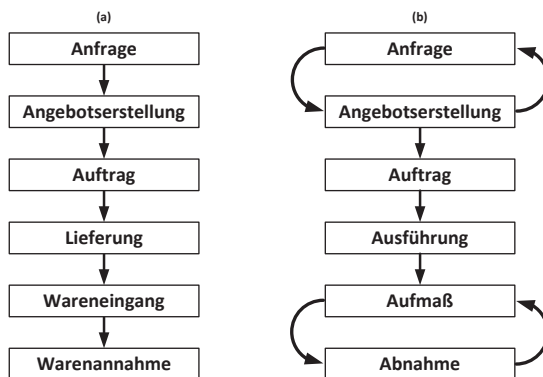 (a)
Anfrage
Angebotserstellung
Auftrag
Lieferung
Wareneingang
Warenannahme
(b)
Anfrage
Angebotserstellung
Auftrag
Ausführung
Aufmaß
Abnahme